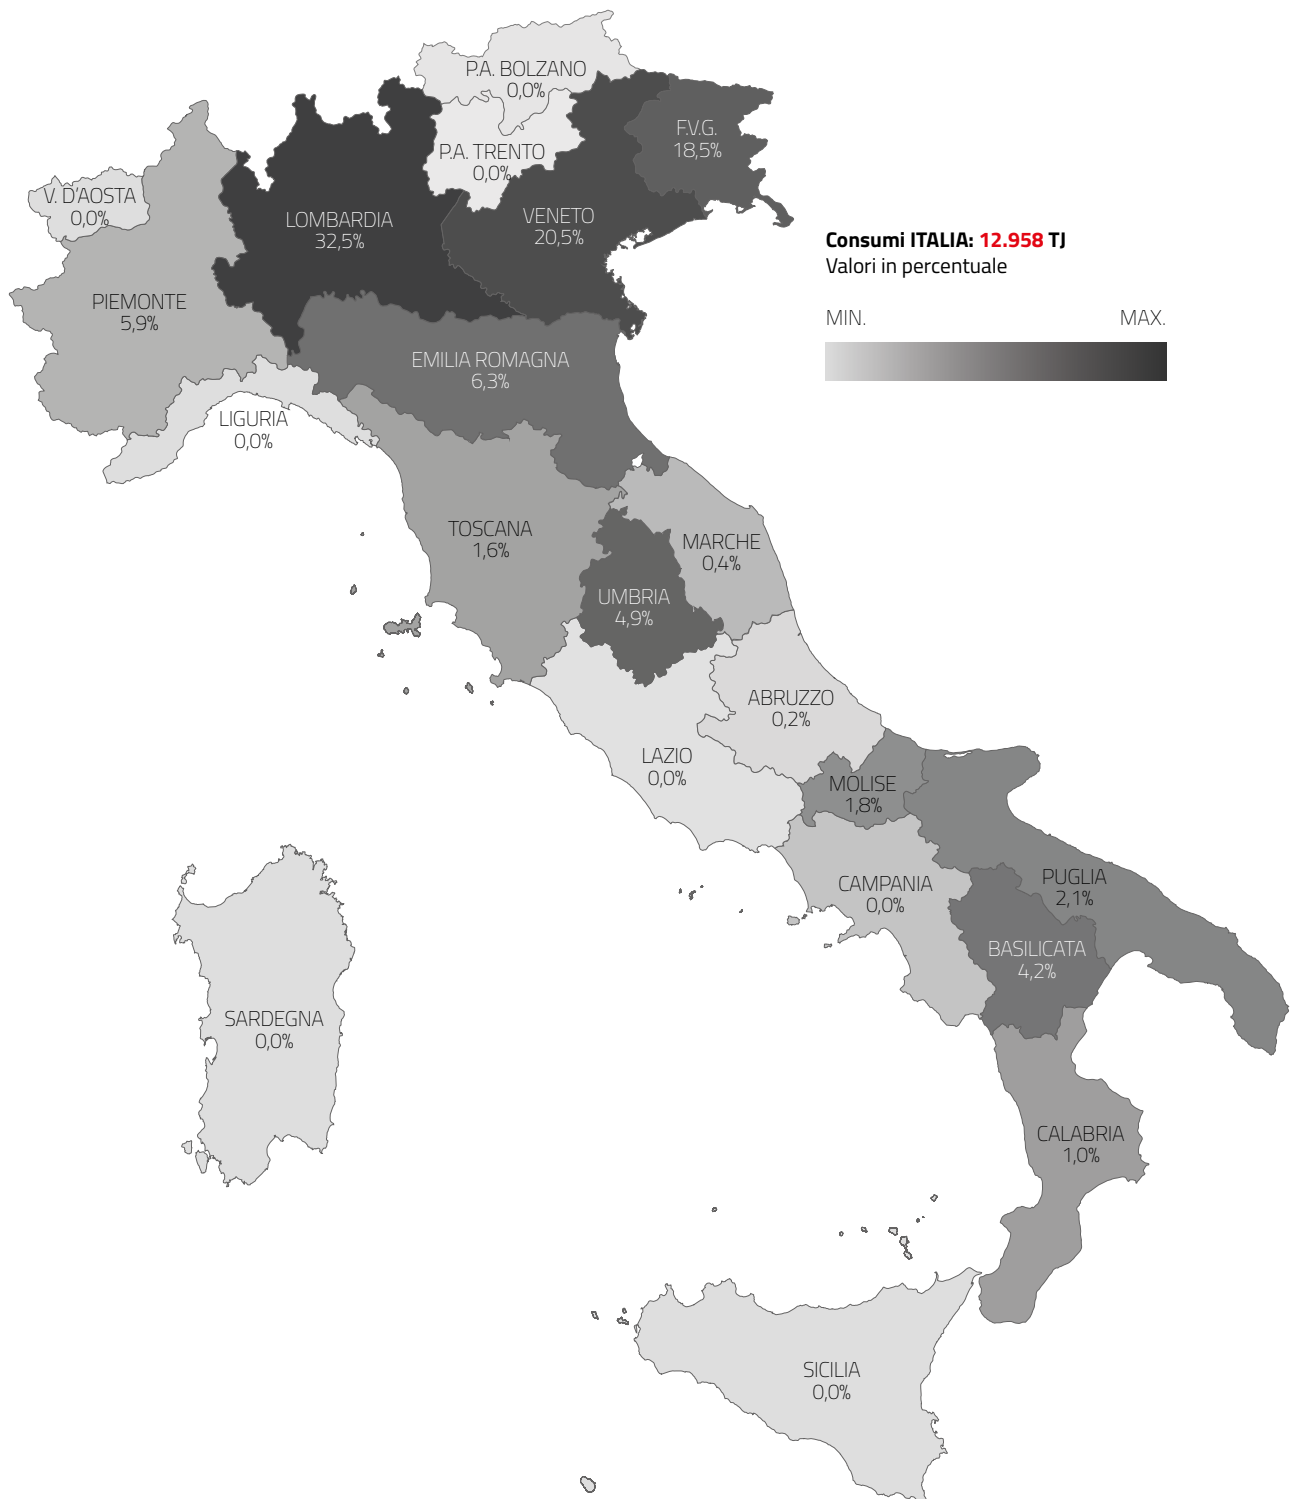 P.A. BOLZANO
0,0%
F.V.G.
18,5%
P.A. TRENTO
0,0%
V. D'AOSTA
0,0%
LOMBARDIA
32,5%
VENETO
20,5%
Consumi ITALIA: 12.958 TJ
Valori in percentuale
MIN.
MAX.
PIEMONTE
5,9%
EMILIA ROMAGNA
6,3%
LIGURIA
0,0%
TOSCANA
1,6%
MARCHE
0,4%
UMBRIA
4,9%
ABRUZZO
0,2%
LAZIO
0,0%
MOLISE
1,8%
CAMPANIA
0,0%
PUGLIA
2,1%
BASILICATA
4,2%
SARDEGNA
0,0%
CALABRIA
1,0%
SICILIA
0,0%